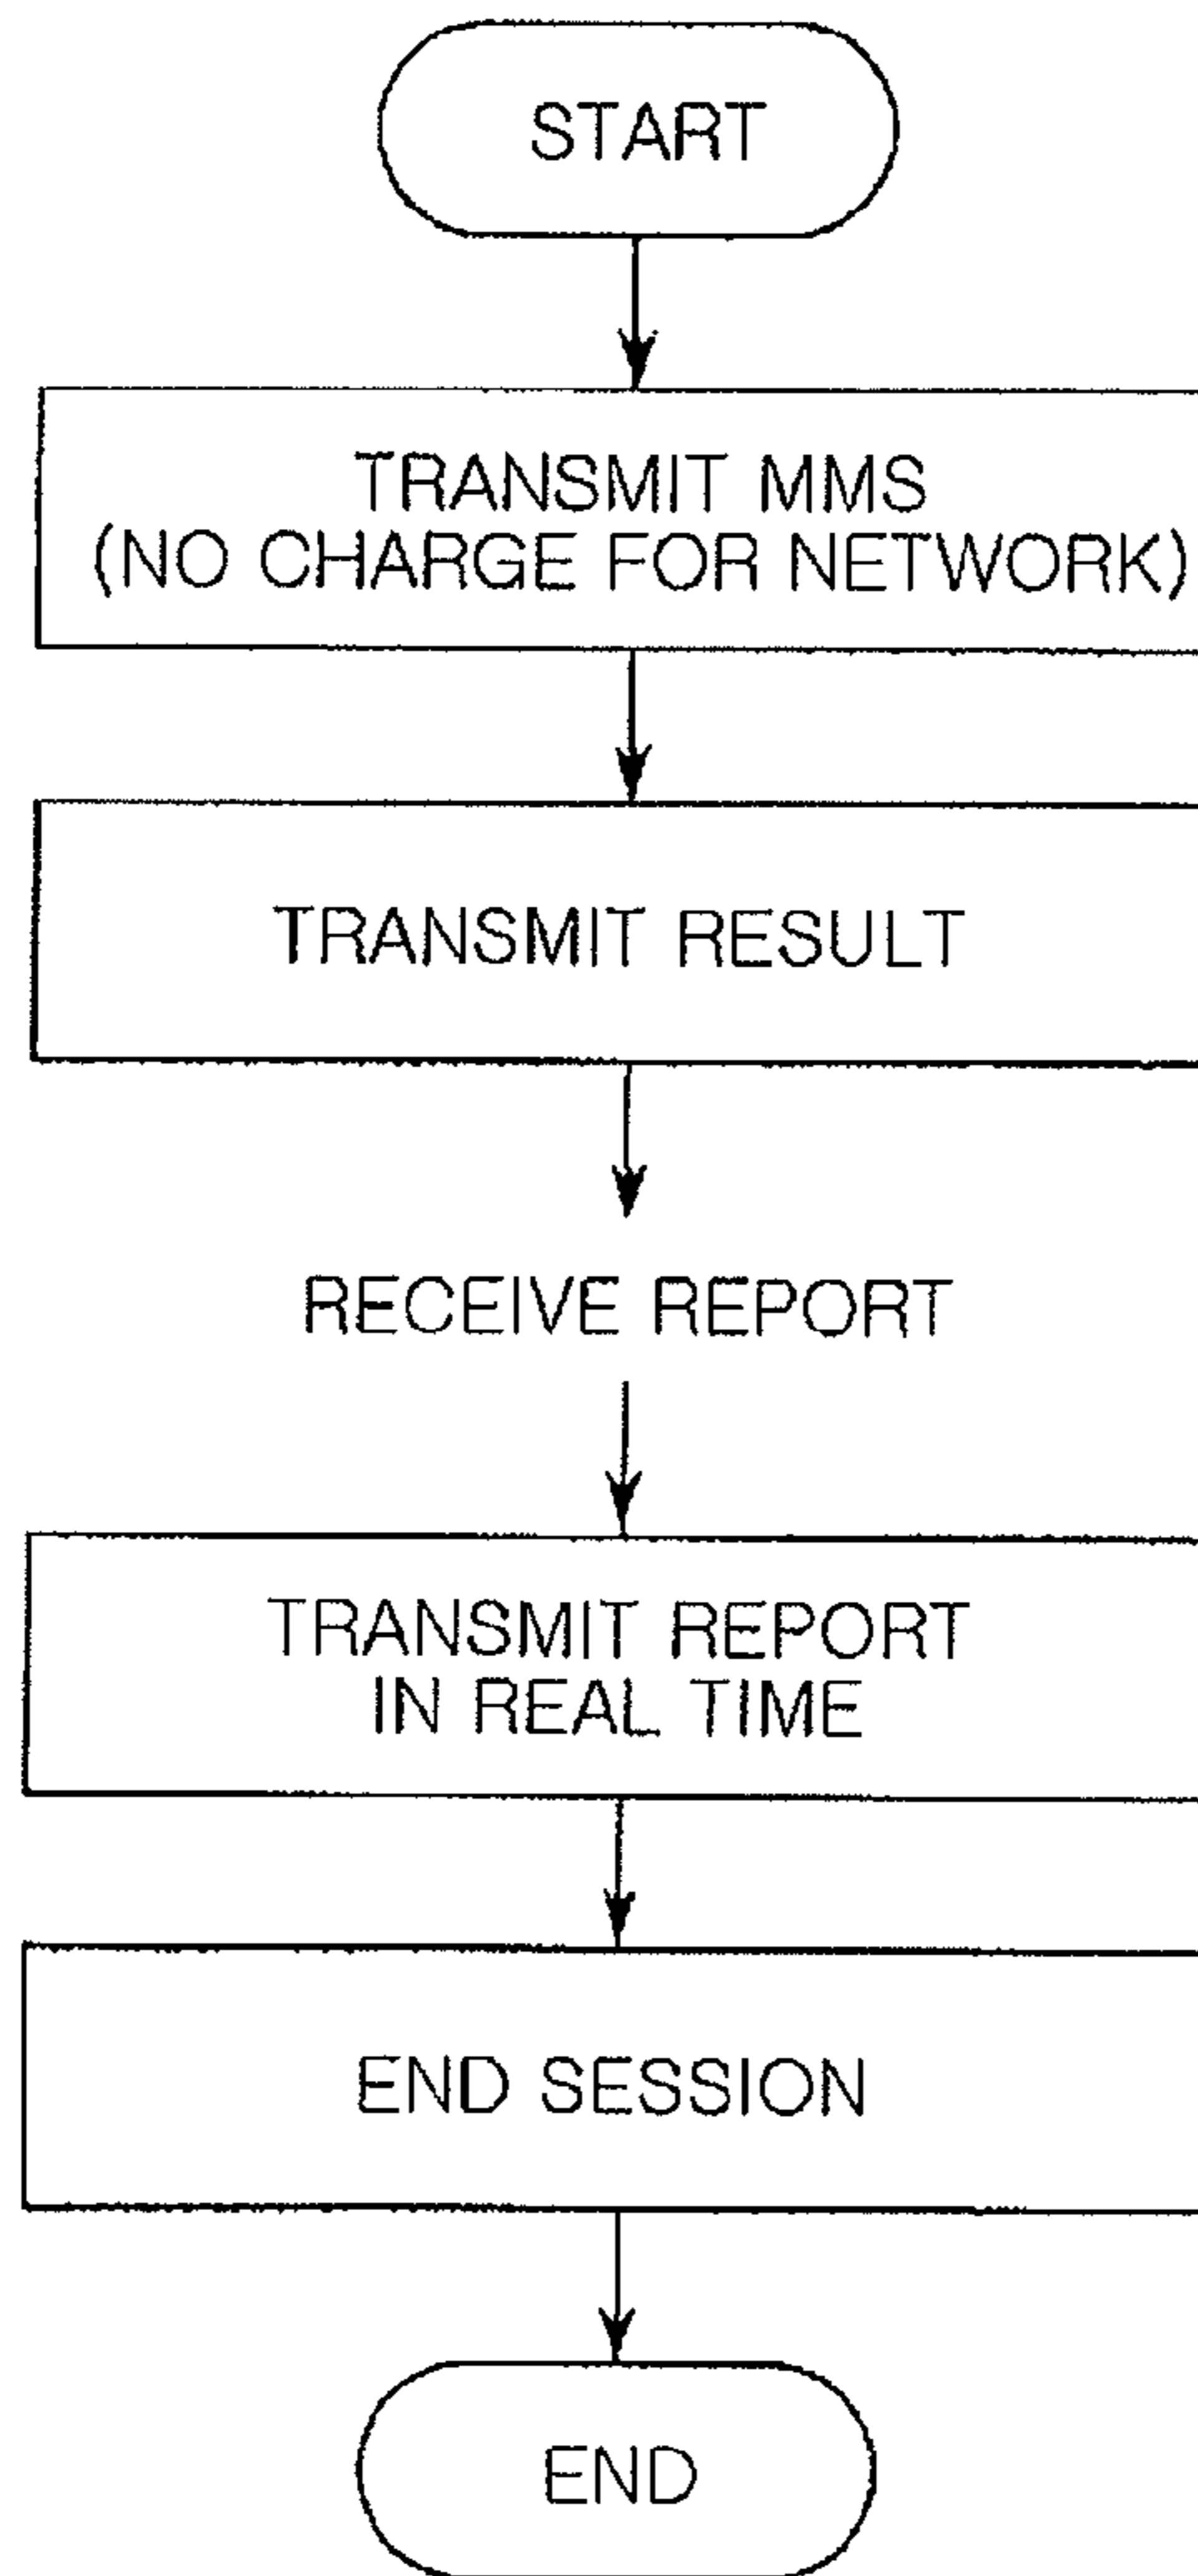 START
TRANSMIT MMS
(NO CHARGE FOR NETWORK)
TRANSMIT RESULT
RECEIVE REPORT
TRANSMIT REPORT
IN REAL TIME
END SESSION
END